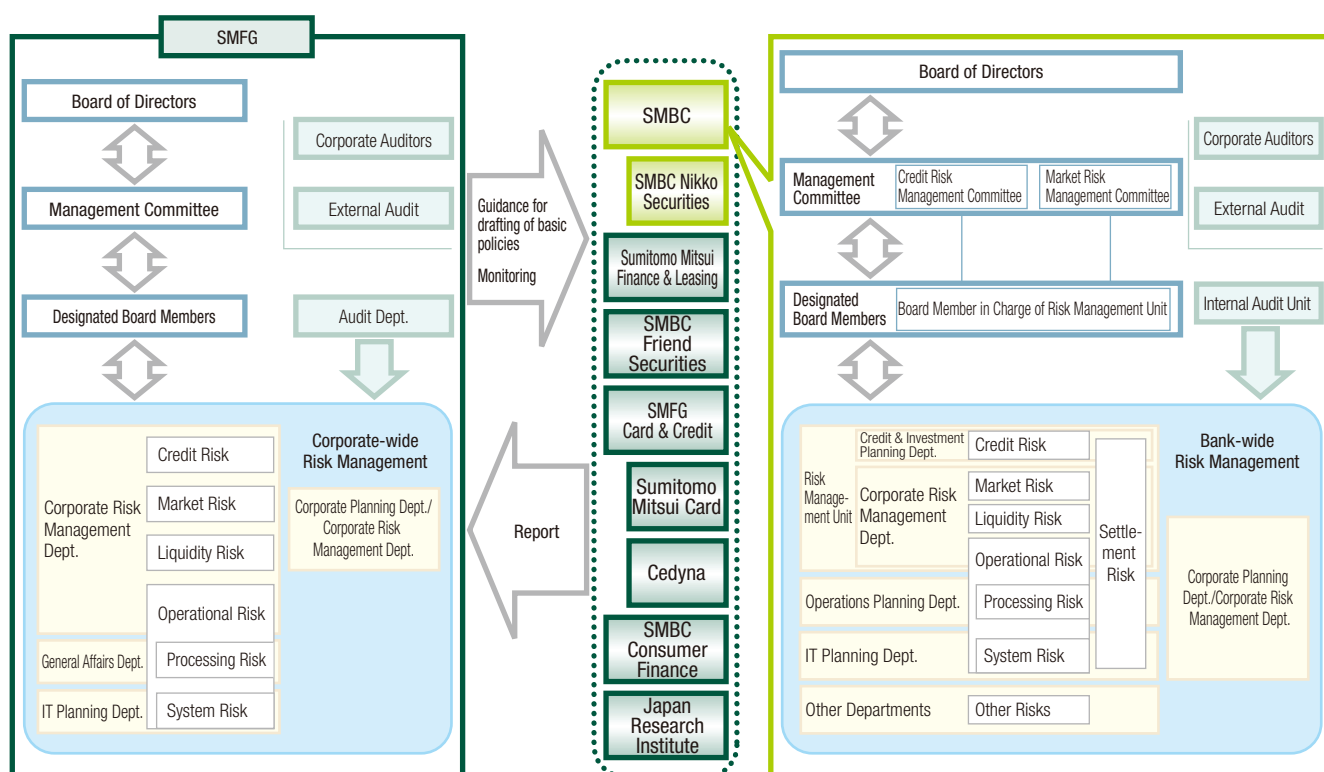 SMFG
Board of Directors
Corporate Auditors
Management Committee
External Audit
Designated Board Members
Audit Dept.
Corporate Risk
Management
Dept.
Credit Risk
Market Risk
Liquidity Risk
Operational Risk
General Affairs Dept.
Processing Risk
IT Planning Dept.
System Risk
Corporate-wide
Risk Management
Corporate Planning Dept./
Corporate Risk
Management Dept.
Guidance for
drafting of basic
policies
Monitoring
Report
SMBC
SMBC Nikko
Securities
Sumitomo Mitsui
Finance & Leasing
SMBC
Friend
Securities
SMFG
Card & Credit
Sumitomo
Mitsui Card
Cedyna
SMBC
Consumer
Finance
Japan
Research
Institute
Board of Directors
Corporate Auditors
Management
Committee
Credit Risk
Management Committee
Market Risk
Management Committee
External Audit
Designated
Board Members
Board Member in Charge of Risk Management Unit
Internal Audit Unit
Risk
Manage-
ment Unit
Credit & Investment
Planning Dept.
Credit Risk
Corporate Risk
Management
Dept.
Market Risk
Liquidity Risk
Operational Risk
Operations Planning Dept.
Processing Risk
IT Planning Dept.
System Risk
Settle-
ment
Risk
Other Departments
Other Risks
Bank-wide
Risk Management
Corporate Planning
Dept./Corporate Risk
Management Dept.